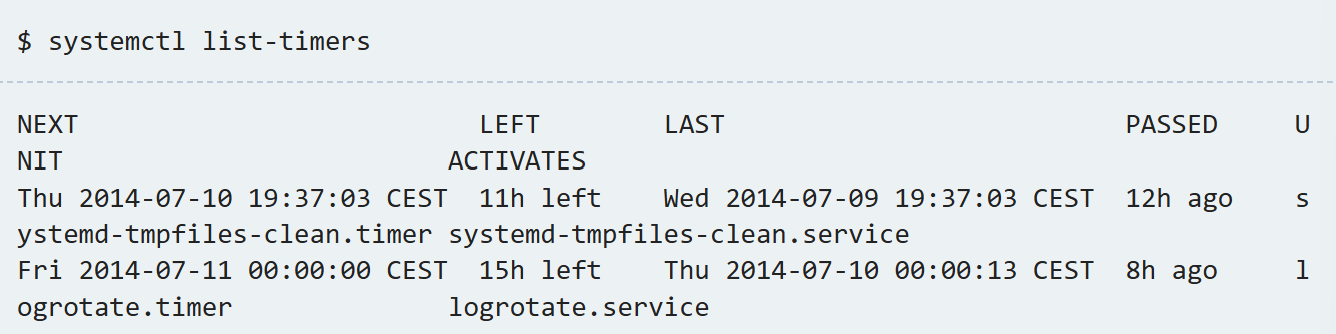 $ systemctl list-timers
NEXT                          LEFT        LAST                          PASSED     U
NIT                         ACTIVATES
Thu 2014-07-10 19:37:03 CEST  11h left    Wed 2014-07-09 19:37:03 CEST  12h ago    s
ystemd-tmpfiles-clean.timer systemd-tmpfiles-clean.service
Fri 2014-07-11 00:00:00 CEST  15h left    Thu 2014-07-10 00:00:13 CEST  8h ago     l
ogrotate.timer              logrotate.service